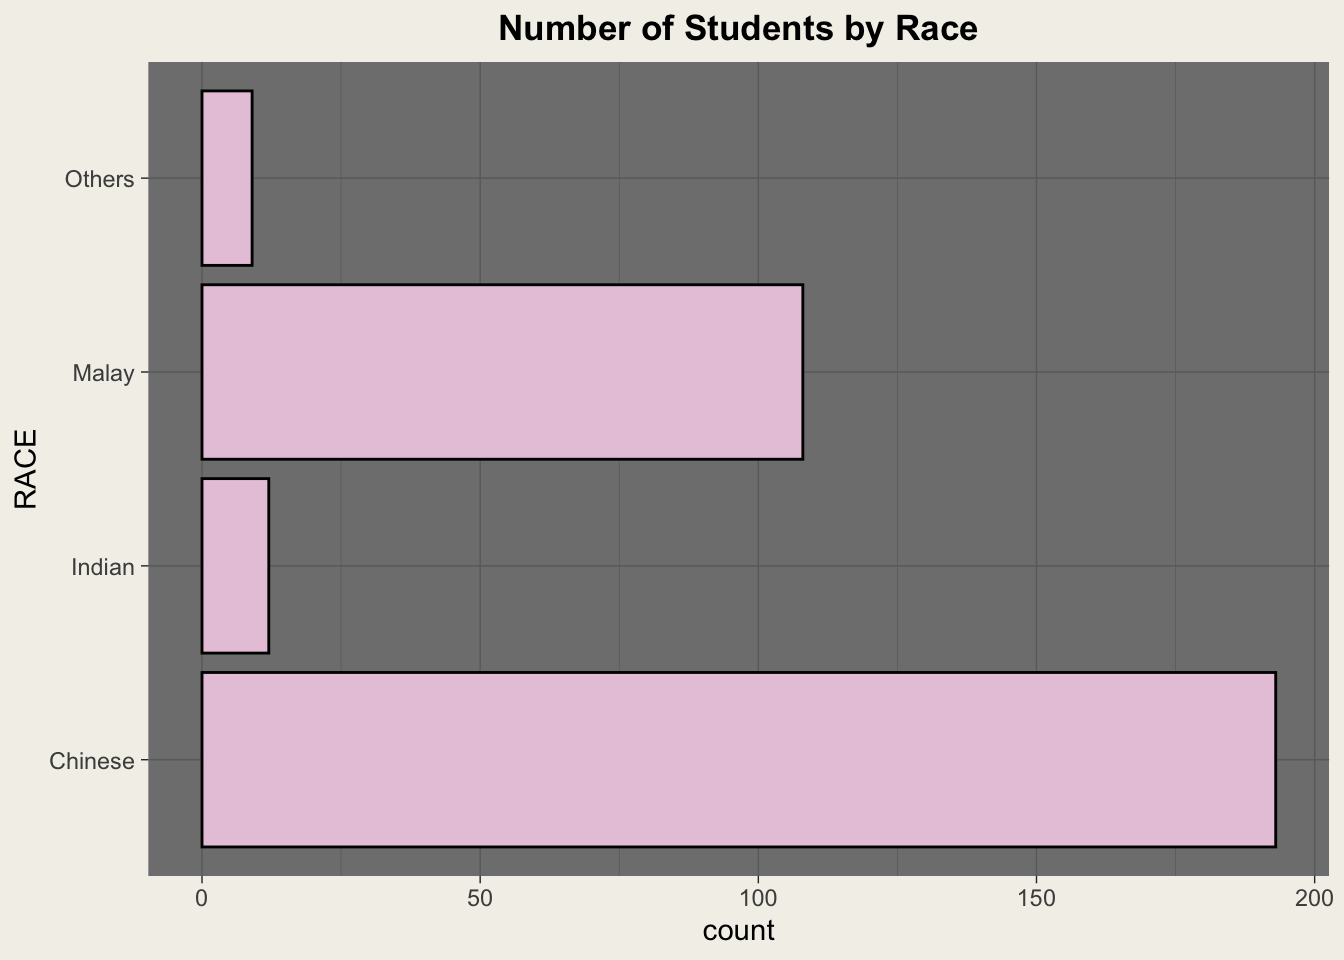 Number of Students by Race
Others
Malay
Indian
Chinese
RACE
0 50 100 150 200
count